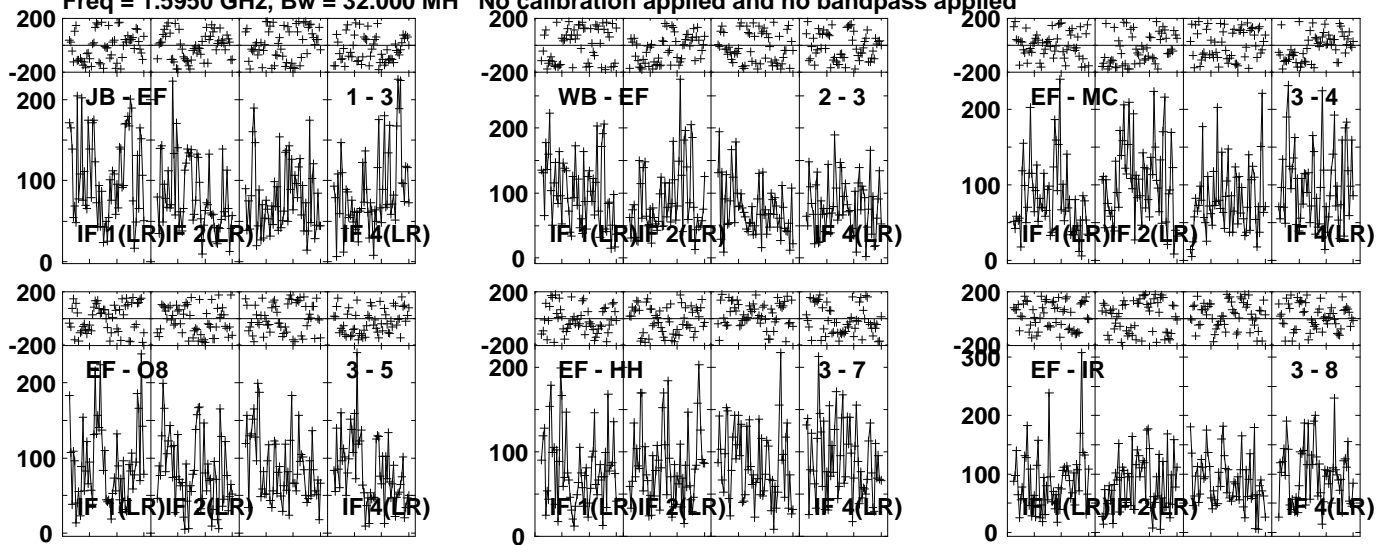 Freq = 1.5950 GHz, Bw = 32.000 MH No calibration applied and no bandpass applied
200
-200
JB - EF 1 - 3
200
100
IF 1(LR) IF 2(LR) IF 4(LR)
0
200
-200
WB - EF 2 - 3
200
100
IF 1(LR) IF 2(LR) IF 4(LR)
0
200
-200
EF - MC 3 - 4
200
100
IF 1(LR) IF 2(LR) IF 4(LR)
0
200
-200
EF - O8 3 - 5
200
100
IF 1(LR) IF 2(LR) IF 4(LR)
0
200
-200
EF - HH 3 - 7
200
100
IF 1(LR) IF 2(LR) IF 4(LR)
0
200
-200
300
EF - IR 3 - 8
200
100
IF 1(LR) IF 2(LR) IF 4(LR)
0